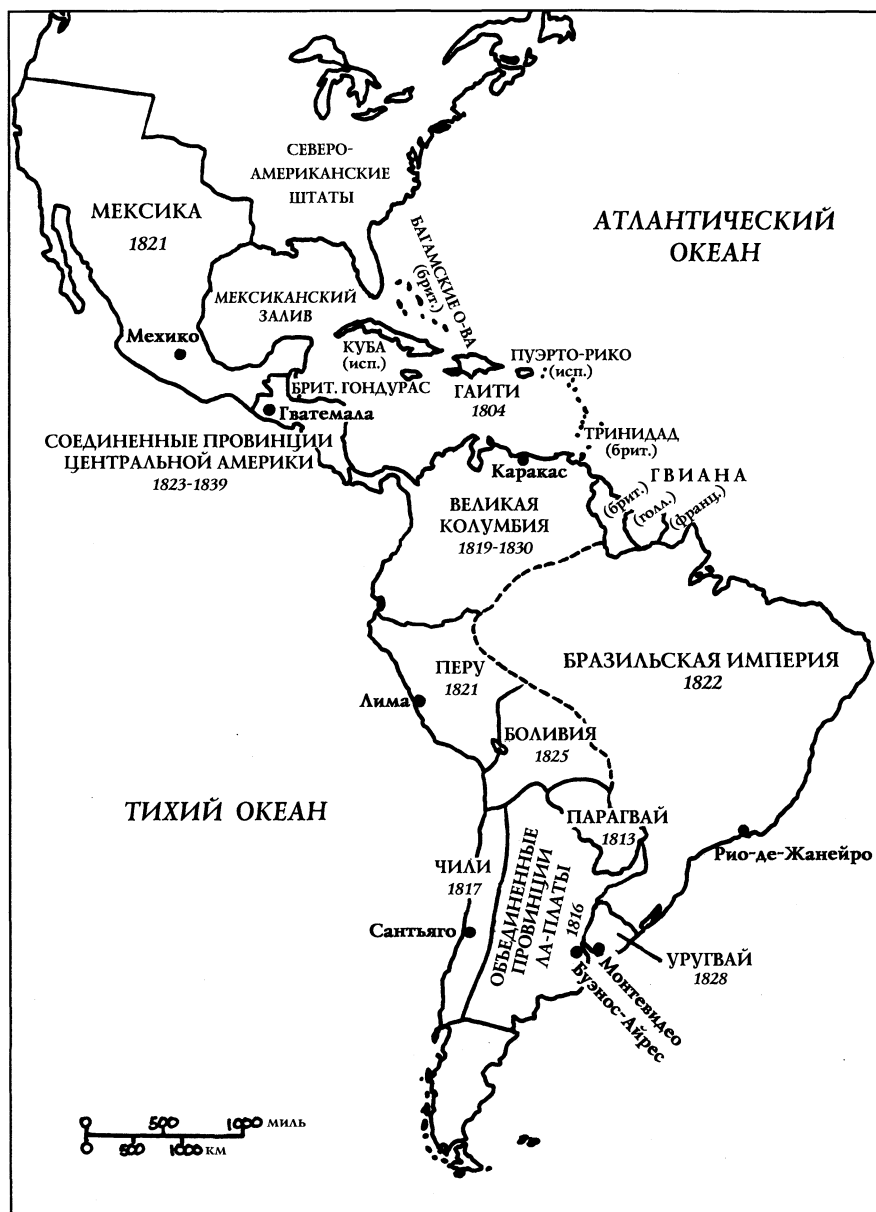 СЕВЕРО-
АМЕРИКАНСКИЕ
ШТАТЫ
МЕКСИКА
1821
АТЛАНТИЧЕСКИЙ
ОКЕАН
БАГАМСКИЕ О-ВА
(брит.)
МЕКСИКАНСКИЙ
ЗАЛИВ
Мехико
КУБА
(исп.)
ПУЭРТО-РИКО
(исп.)
БРИТ. ГОНДУРАС
ГАИТИ
1804
Гватемала
СОЕДИНЕННЫЕ ПРОВИНЦИИ
ЦЕНТРАЛЬНОЙ АМЕРИКИ
1823-1839
ТРИНИДАД
(брит.)
Каракас
ГВИАНА
(брит.)
(голл.)
(франц.)
ВЕЛИКАЯ
КОЛУМБИЯ
1819-1830
ПЕРУ
1821
БРАЗИЛЬСКАЯ ИМПЕРИЯ
1822
Лима
БОЛИВИЯ
1825
ТИХИЙ ОКЕАН
ПАРАГВАЙ
1813
Рио-де-Жанейро
ЧИЛИ
1817
ОБЪЕДИНЕННЫЕ
ПРОВИНЦИИ
ЛА-ПЛАТЫ
1816
Сантьяго
УРУГВАЙ
1828
Монтевидео
Буэнос-Айрес
0 500 1000 МИЛЬ
0 500 1000 КМ